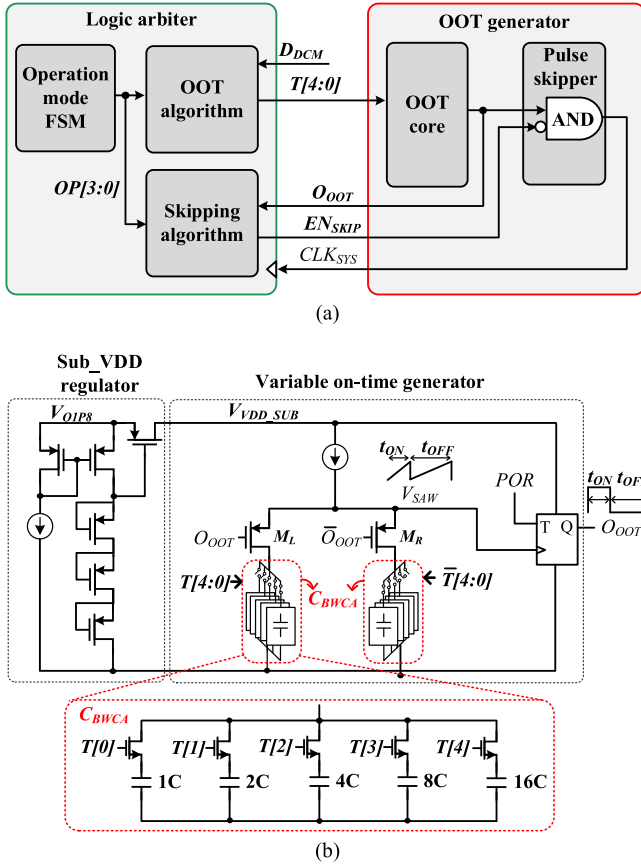 Logic arbiter
OOT generator
Operation mode FSM
OOT algorithm
Skipping algorithm
OP[3:0]
D_DCM
T[4:0]
O_OOT
EN_SKIP
CLK_SYS
OOT core
Pulse skipper
AND
(a)
Sub_VDD regulator
Variable on-time generator
V_O1P8
V_VDD_SUB
t_ON t_OFF
V_SAW
POR
t_ON t_OF
T Q
O_OOT
O_OOT M_L
O̅_OOT M_R
T[4:0]
C_BWCA
T̅[4:0]
C_BWCA
T[0] T[1] T[2] T[3] T[4]
1C 2C 4C 8C 16C
(b)